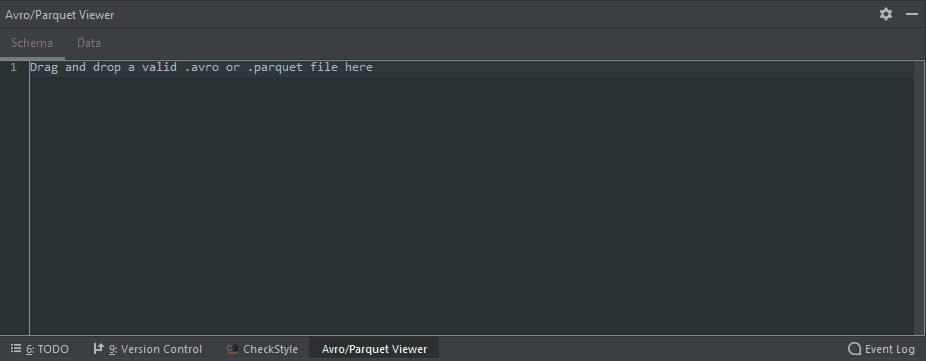 Avro/Parquet Viewer
Schema Data
1 Drag and drop a valid .avro or .parquet file here
6: TODO 9: Version Control CheckStyle Avro/Parquet Viewer Event Log